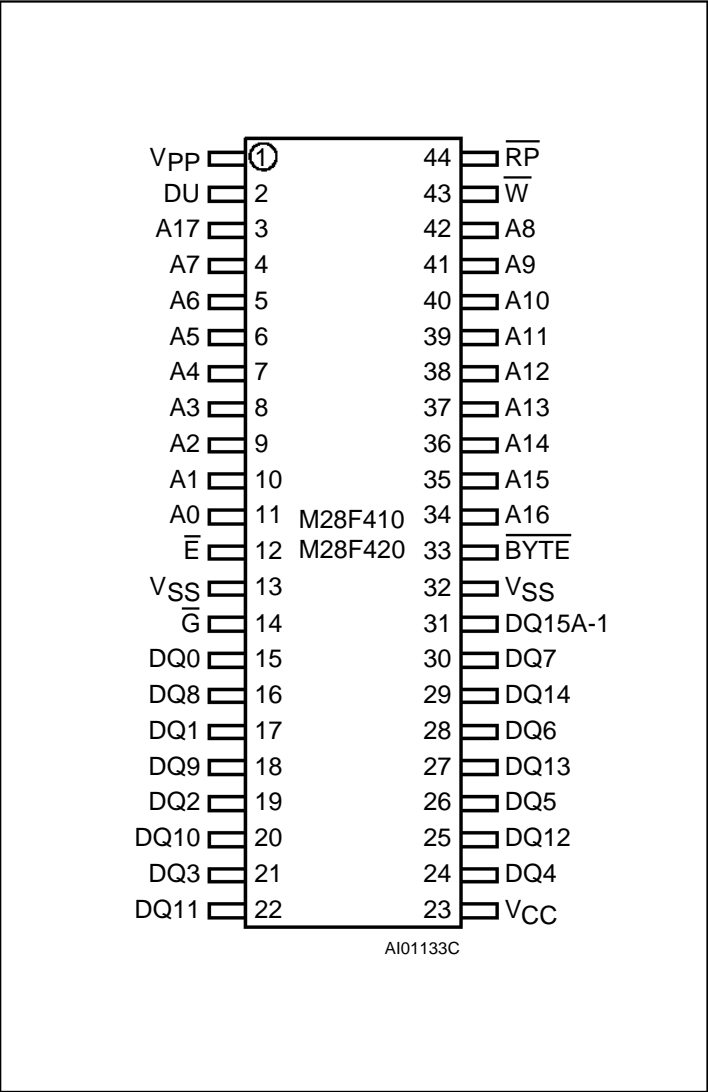 VPP 1 44 R̅P̅
DU 2 43 W̅
A17 3 42 A8
A7 4 41 A9
A6 5 40 A10
A5 6 39 A11
A4 7 38 A12
A3 8 37 A13
A2 9 36 A14
A1 10 35 A15
A0 11 M28F410 34 A16
E̅ 12 M28F420 33 B̅Y̅T̅E̅
VSS 13 32 VSS
G̅ 14 31 DQ15A-1
DQ0 15 30 DQ7
DQ8 16 29 DQ14
DQ1 17 28 DQ6
DQ9 18 27 DQ13
DQ2 19 26 DQ5
DQ10 20 25 DQ12
DQ3 21 24 DQ4
DQ11 22 23 VCC
AI01133C